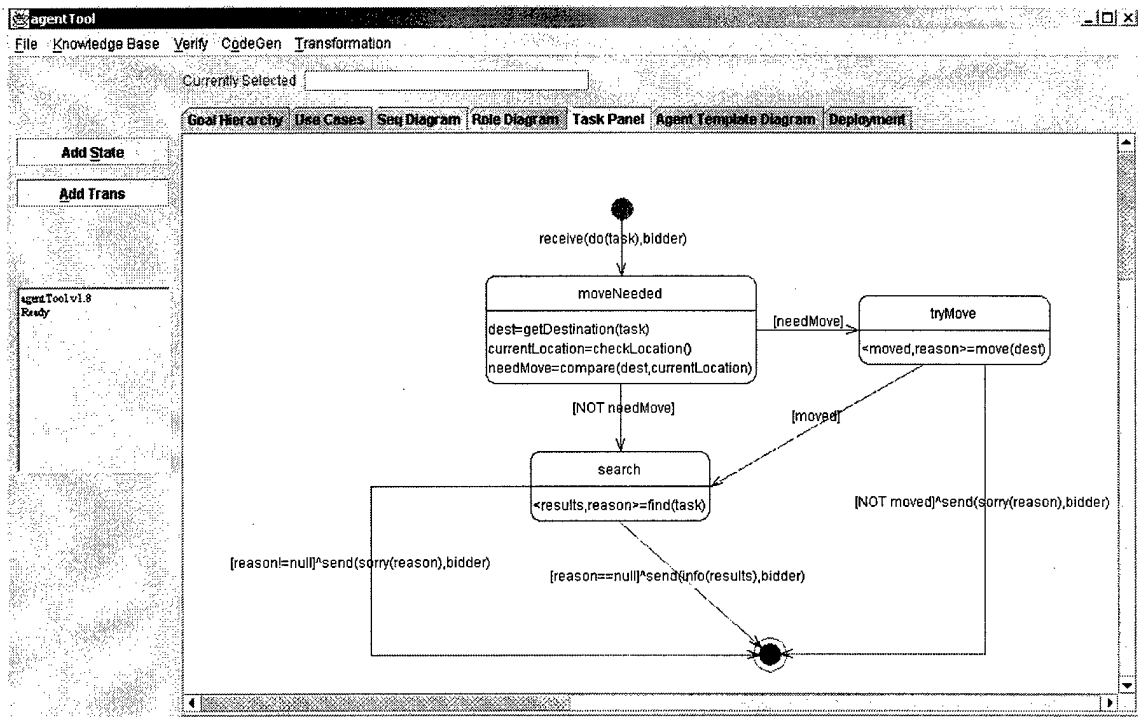 agentTool
File Knowledge Base Verify CodeGen Transformation
Currently Selected
Goal Hierarchy Use Cases Seq Diagram Role Diagram Task Panel Agent Template Diagram Deployment
Add State
Add Trans
agentTool v1.8
Ready
receive(do(task),bidder)
moveNeeded
dest=getDestination(task)
currentLocation=checkLocation()
needMove=compare(dest,currentLocation)
[needMove]
tryMove
<moved,reason>=move(dest)
[NOT needMove]
[moved]
search
<results,reason>=find(task)
[NOT moved]^send(sorry(reason),bidder)
[reason!=null]^send(sorry(reason),bidder)
[reason==null]^send(info(results),bidder)